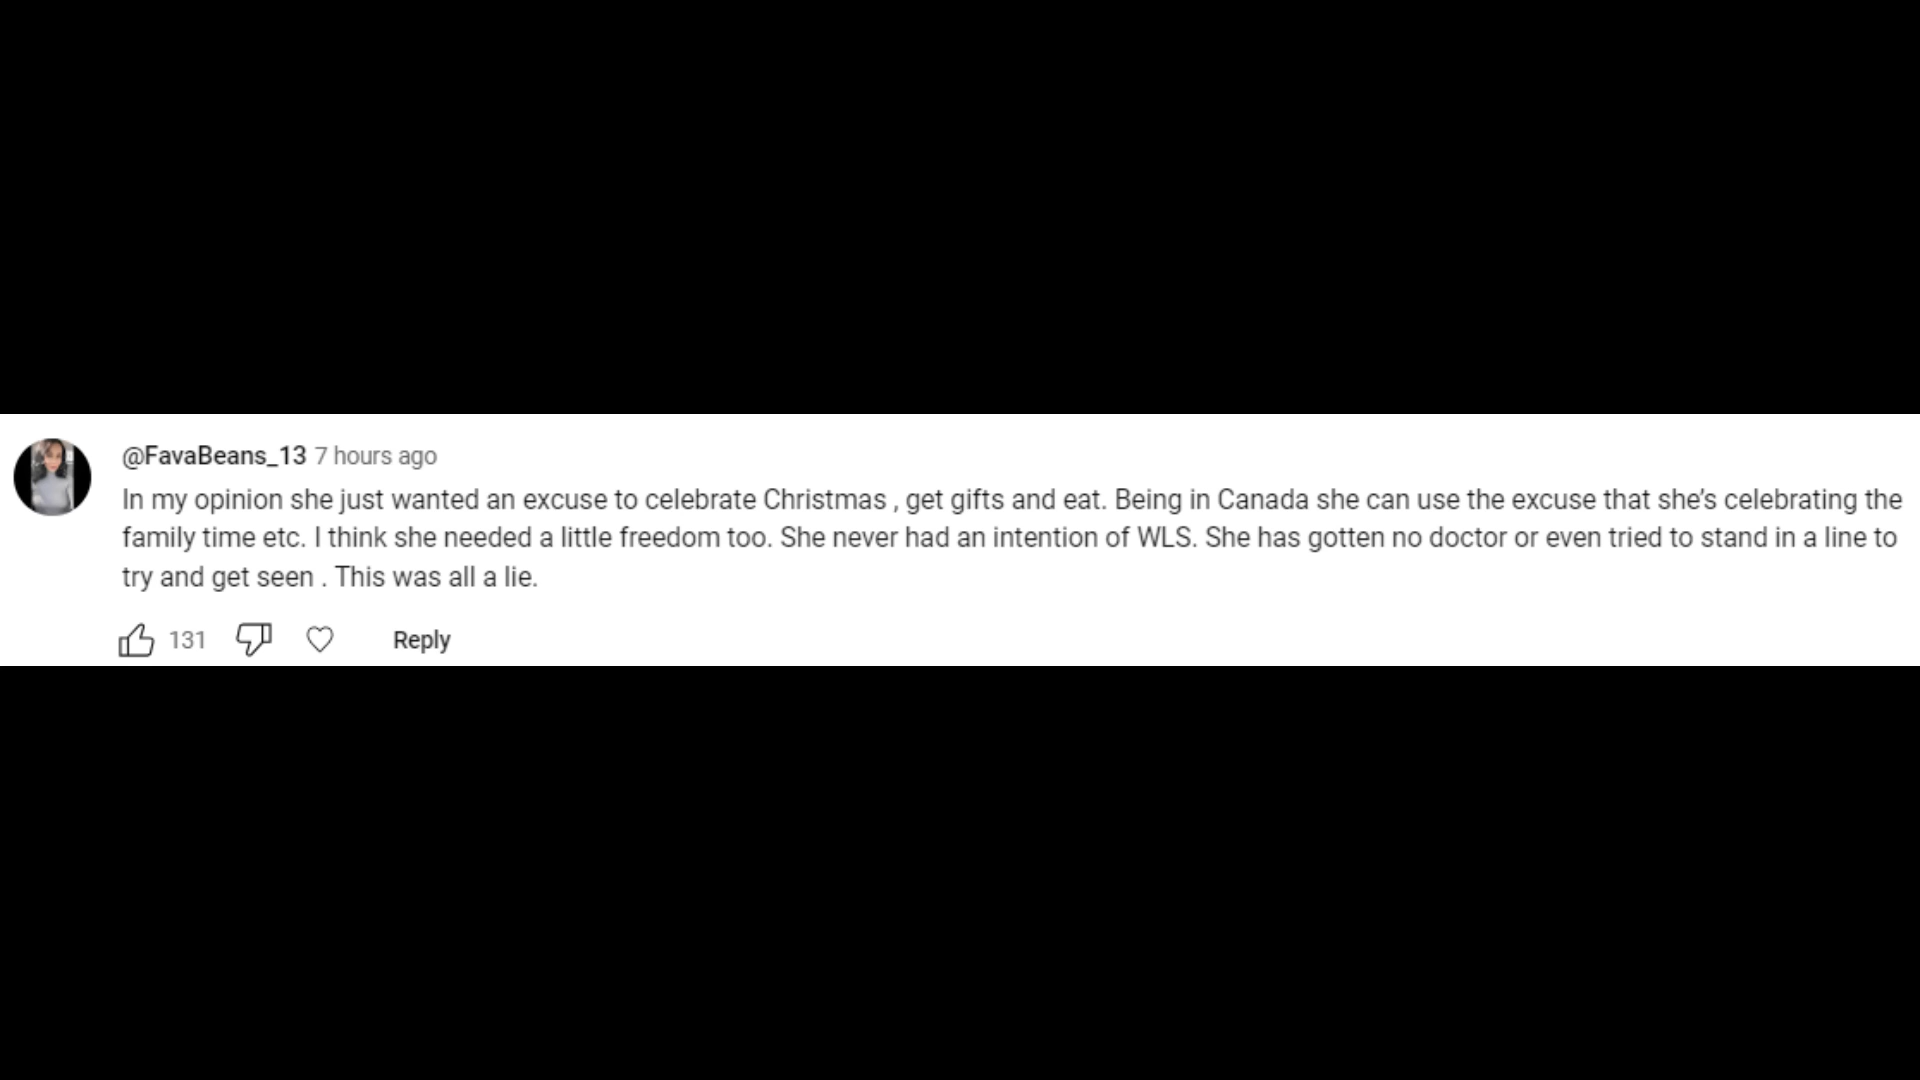 @FavaBeans_13 7 hours ago
In my opinion she just wanted an excuse to celebrate Christmas , get gifts and eat. Being in Canada she can use the excuse that she’s celebrating the
family time etc. I think she needed a little freedom too. She never had an intention of WLS. She has gotten no doctor or even tried to stand in a line to
try and get seen . This was all a lie.
131 Reply